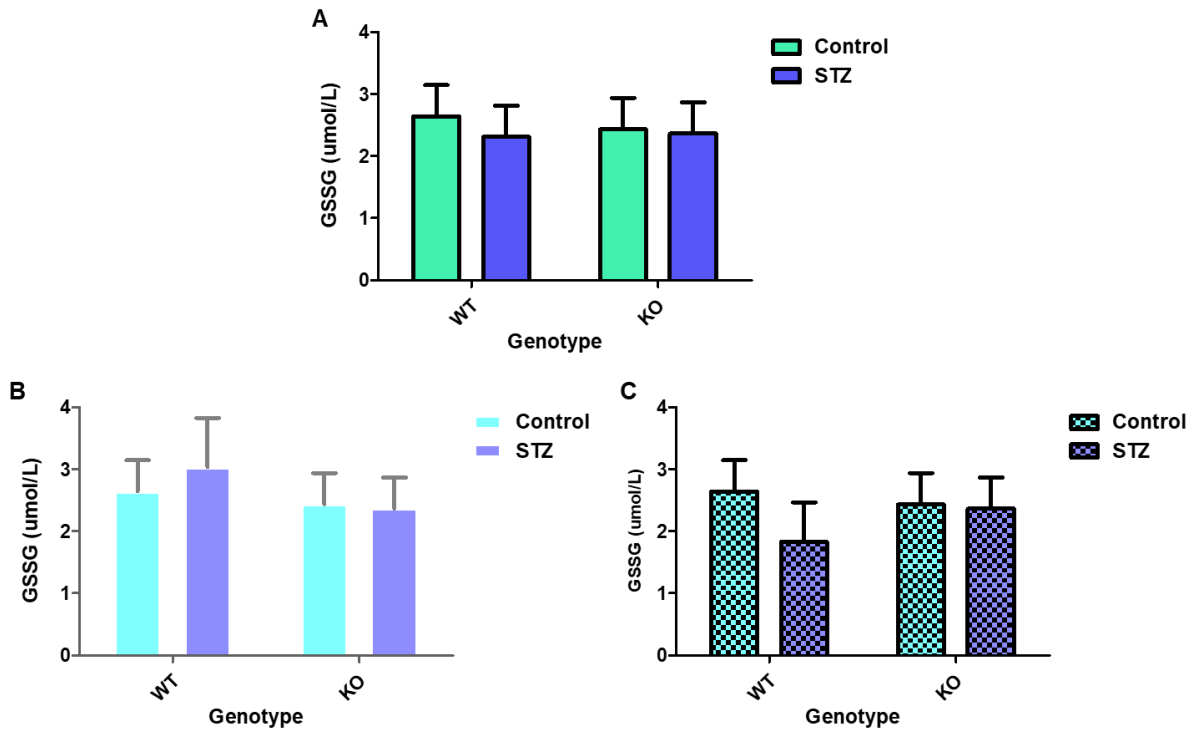 A
4
3
2
1
0
GSSG (umol/L)
WT
KO
Genotype
Control
STZ
B
4
3
2
1
0
GSSG (umol/L)
WT
KO
Genotype
Control
STZ
C
4
3
2
1
0
GSSG (umol/L)
WT
KO
Genotype
Control
STZ